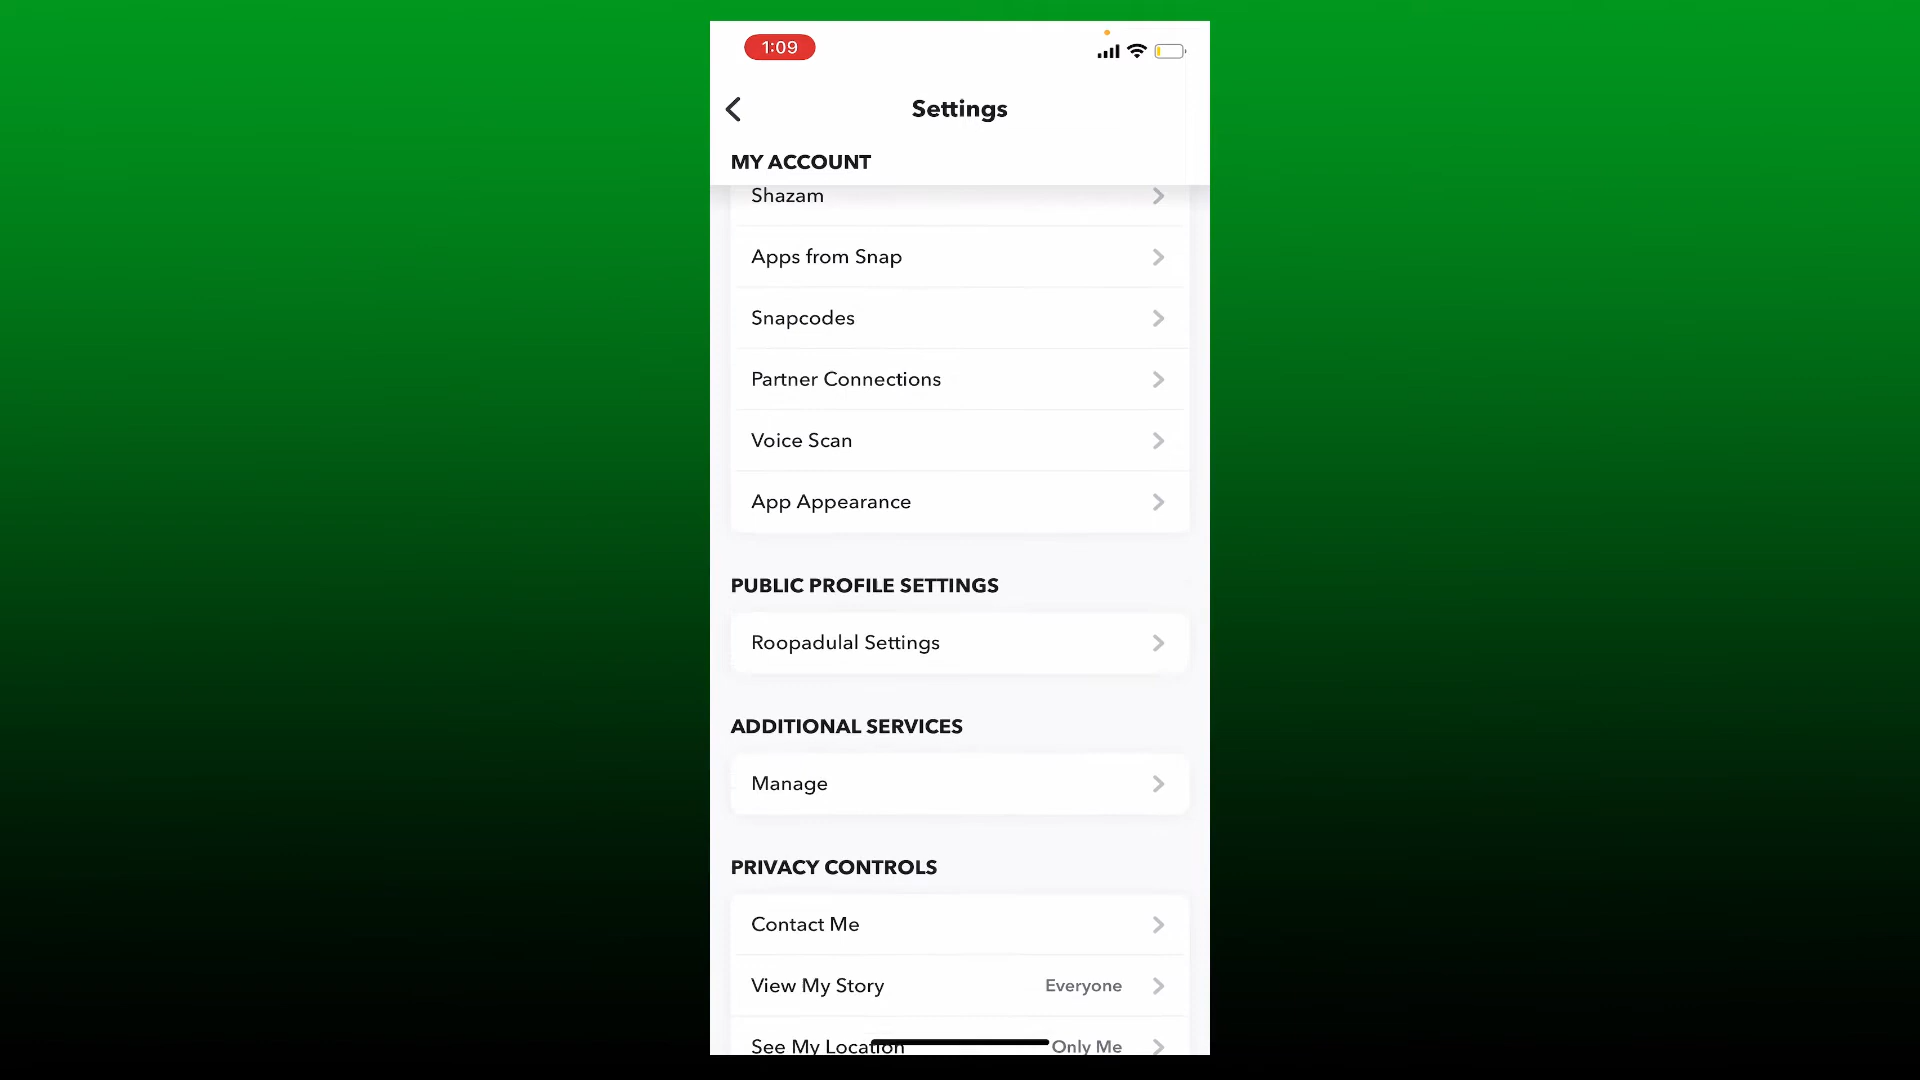 1:09
Settings
MY ACCOUNT
Shazam
Apps from Snap
Snapcodes
Partner Connections
Voice Scan
App Appearance
PUBLIC PROFILE SETTINGS
Roopadulal Settings
ADDITIONAL SERVICES
Manage
PRIVACY CONTROLS
Contact Me
View My Story Everyone
See My Location Only Me